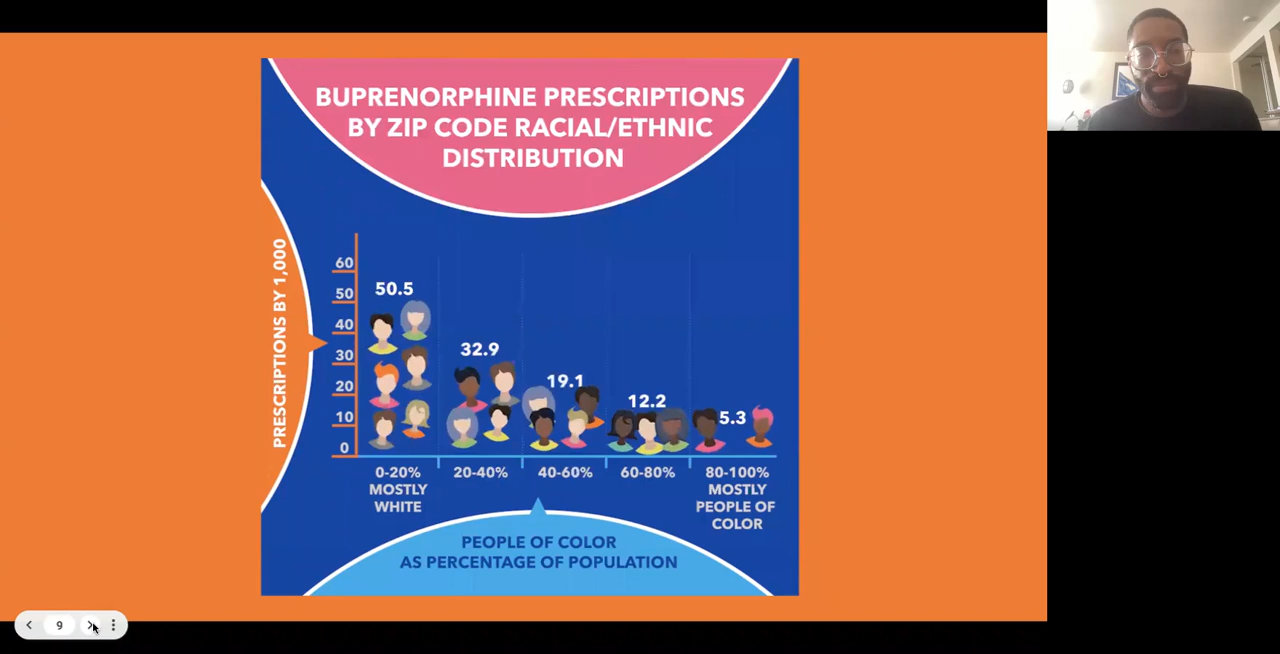 BUPRENORPHINE PRESCRIPTIONS
BY ZIP CODE RACIAL/ETHNIC
DISTRIBUTION
PRESCRIPTIONS BY 1,000
60
50
40
30
20
10
0
50.5
32.9
19.1
12.2
5.3
0-20%
MOSTLY
WHITE
20-40%
40-60%
60-80%
80-100%
MOSTLY
PEOPLE OF
COLOR
PEOPLE OF COLOR
AS PERCENTAGE OF POPULATION
9